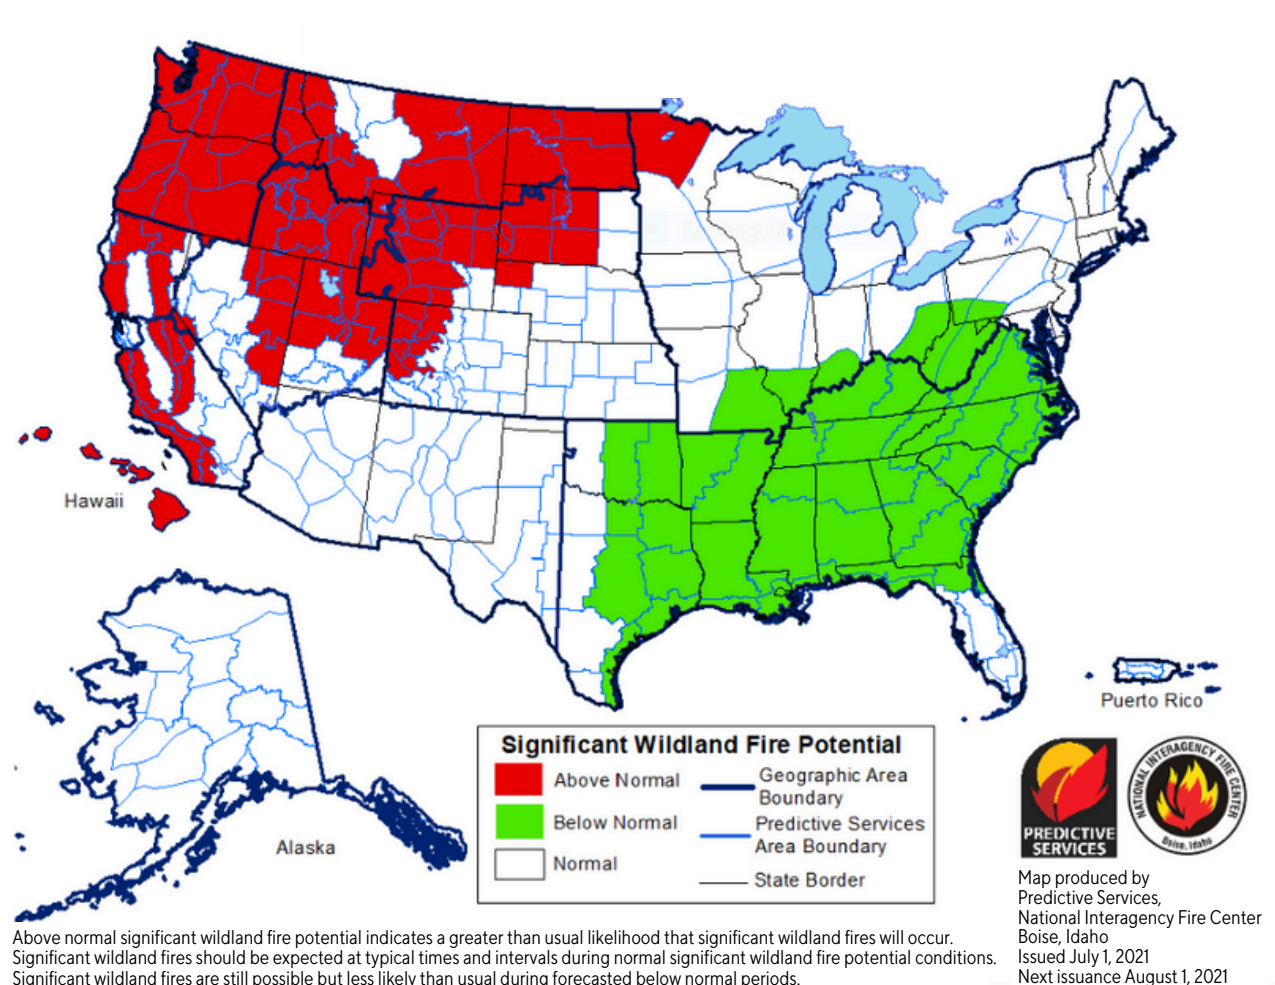 Hawaii
Alaska
Puerto Rico
Significant Wildland Fire Potential
Above Normal
Below Normal
Normal
Geographic Area
Boundary
Predictive Services
Area Boundary
State Border
PREDICTIVE
SERVICES
NATIONAL INTERAGENCY FIRE CENTER
Boise, Idaho
Map produced by
Predictive Services,
National Interagency Fire Center
Boise, Idaho
Issued July 1, 2021
Next issuance August 1, 2021
Above normal significant wildland fire potential indicates a greater than usual likelihood that significant wildland fires will occur.
Significant wildland fires should be expected at typical times and intervals during normal significant wildland fire potential conditions.
Significant wildland fires are still possible but less likely than usual during forecasted below normal periods.